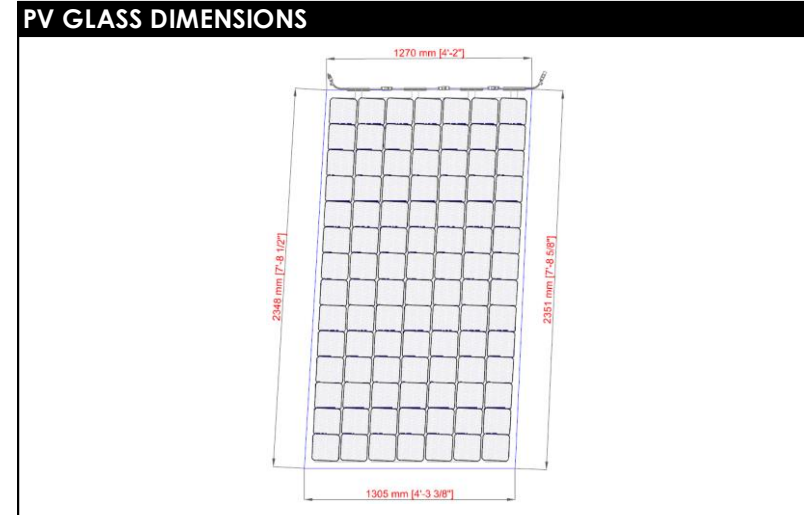 PV GLASS DIMENSIONS
1270 mm [4'-2"]
2348 mm [7'-8 1/2"]
2351 mm [7'-8 5/8"]
1305 mm [4'-3 3/8"]